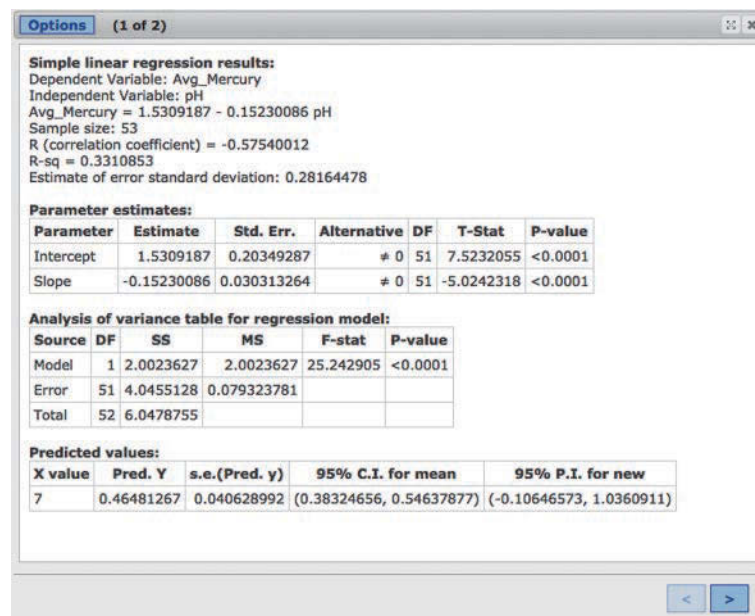 Options (1 of 2)
Simple linear regression results:
Dependent Variable: Avg_Mercury
Independent Variable: pH
Avg_Mercury = 1.5309187 - 0.15230086 pH
Sample size: 53
R (correlation coefficient) = -0.57540012
R-sq = 0.3310853
Estimate of error standard deviation: 0.28164478
Parameter estimates:
Parameter Estimate Std. Err. Alternative DF T-Stat P-value
Intercept 1.5309187 0.20349287 ≠ 0 51 7.5232055 <0.0001
Slope -0.15230086 0.030313264 ≠ 0 51 -5.0242318 <0.0001
Analysis of variance table for regression model:
Source DF SS MS F-stat P-value
Model 1 2.0023627 2.0023627 25.242905 <0.0001
Error 51 4.0455128 0.079323781
Total 52 6.0478755
Predicted values:
X value Pred. Y s.e.(Pred. y) 95% C.I. for mean 95% P.I. for new
7 0.46481267 0.040628992 (0.38324656, 0.54637877) (-0.10646573, 1.0360911)
< >